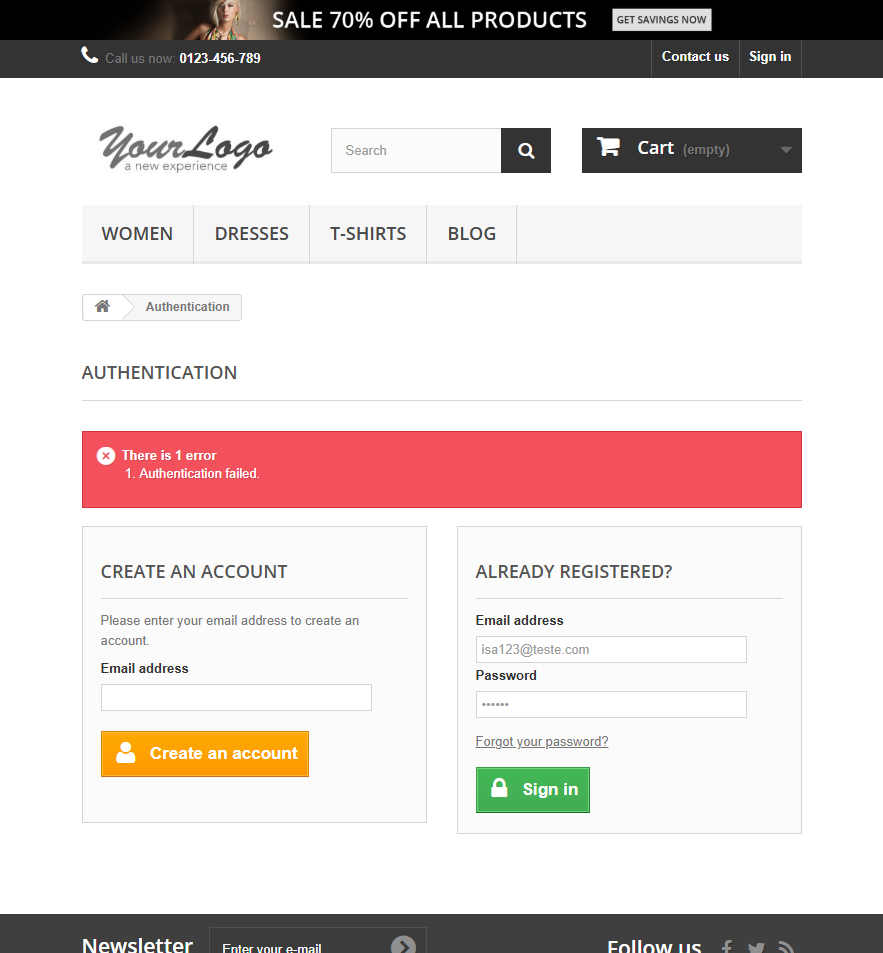 SALE 70% OFF ALL PRODUCTS GET SAVINGS NOW
Call us now: 0123-456-789 Contact us Sign in
YourLogo
a new experience
Search
Cart (empty)
WOMEN DRESSES T-SHIRTS BLOG
Authentication
AUTHENTICATION
There is 1 error
1. Authentication failed.
CREATE AN ACCOUNT
Please enter your email address to create an
account.
Email address
Create an account
ALREADY REGISTERED?
Email address
isa123@teste.com
Password
••••••
Forgot your password?
Sign in
Newsletter
Enter your e-mail
Follow us